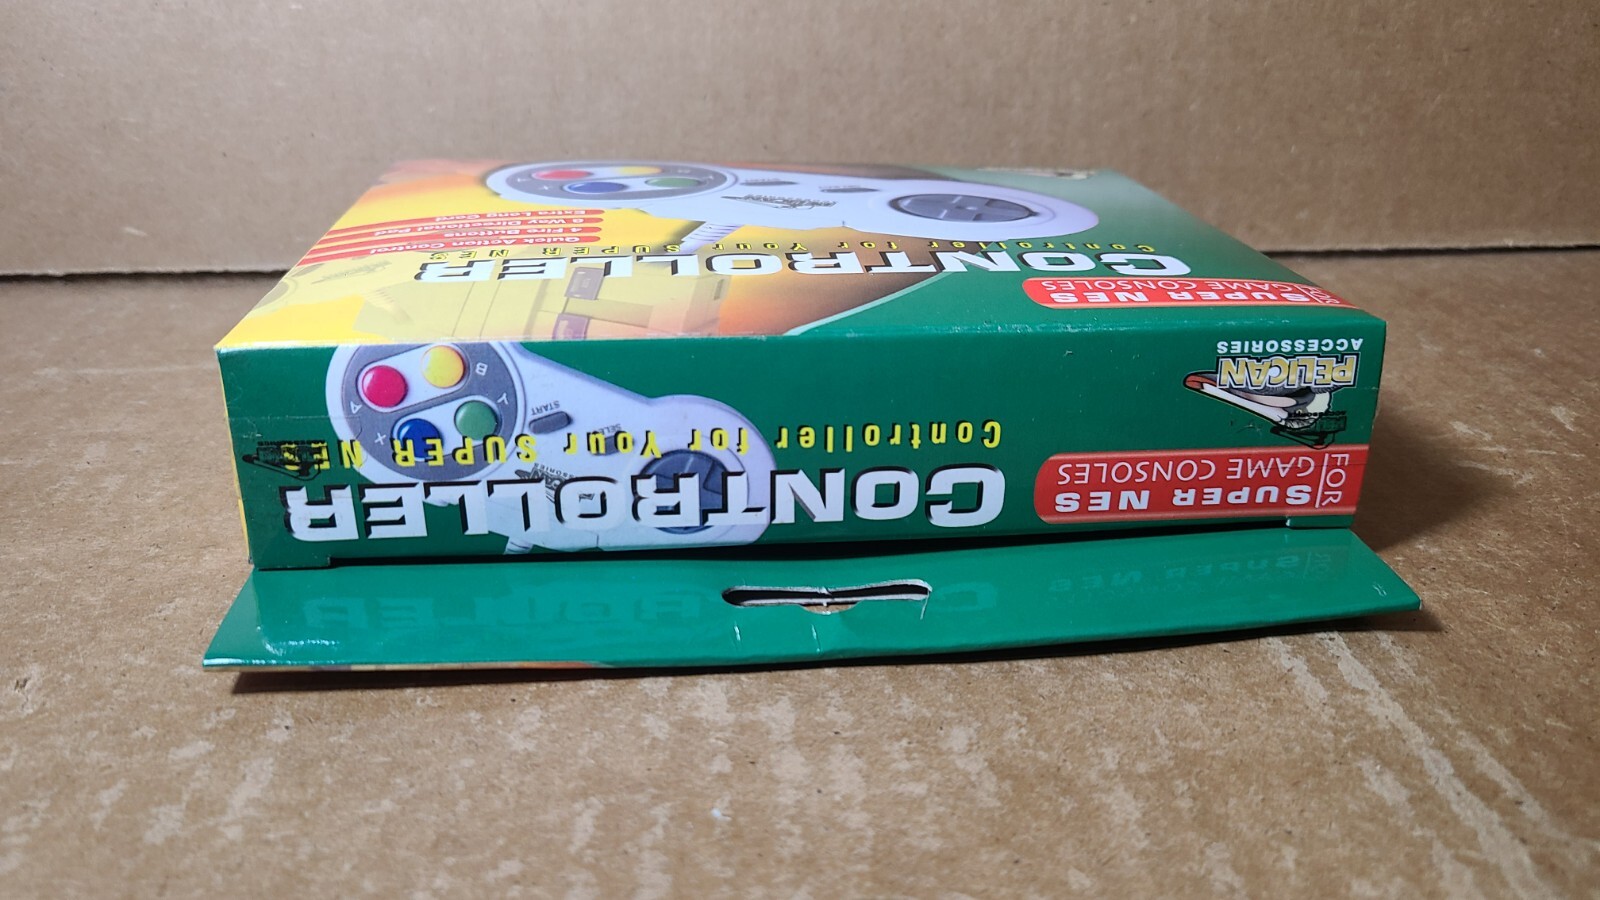 FOR SUPER NES
GAME CONSOLES
CONTROLLER
Controller for Your SUPER NES
Quick Action Control
4 Fire Buttons
8 Way Directional Pad
Extra Long Cord
FOR SUPER NES
GAME CONSOLES
CONTROLLER
Controller for Your SUPER NES
PELICAN
ACCESSORIES
START
SELECT
A
B
X
Y